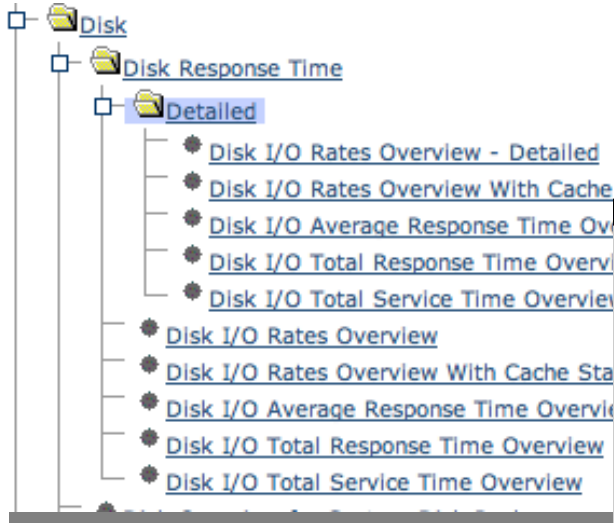 Disk
Disk Response Time
Detailed
Disk I/O Rates Overview - Detailed
Disk I/O Rates Overview With Cache
Disk I/O Average Response Time
Disk I/O Total Response Time
Disk I/O Total Service Time
Disk I/O Rates Overview
Disk I/O Rates Overview With Cache
Disk I/O Average Response Time
Disk I/O Total Response Time Overview
Disk I/O Total Service Time Overview